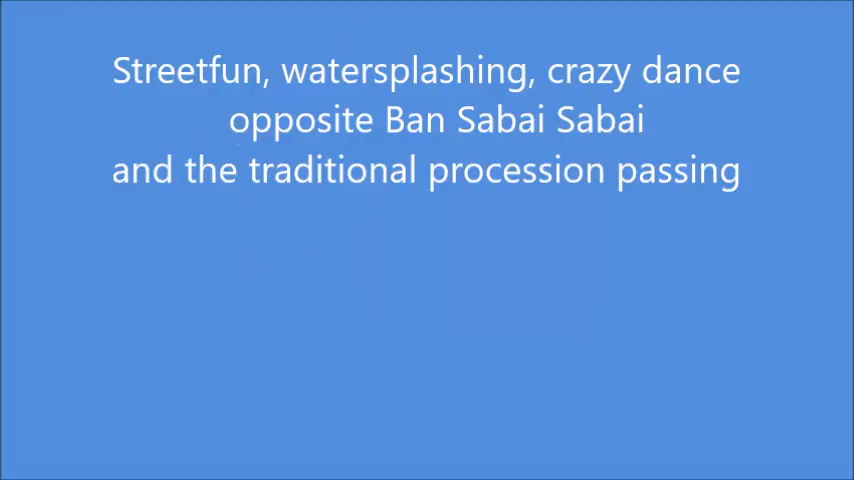 Streetfun, watersplashing, crazy dance
opposite Ban Sabai Sabai
and the traditional procession passing